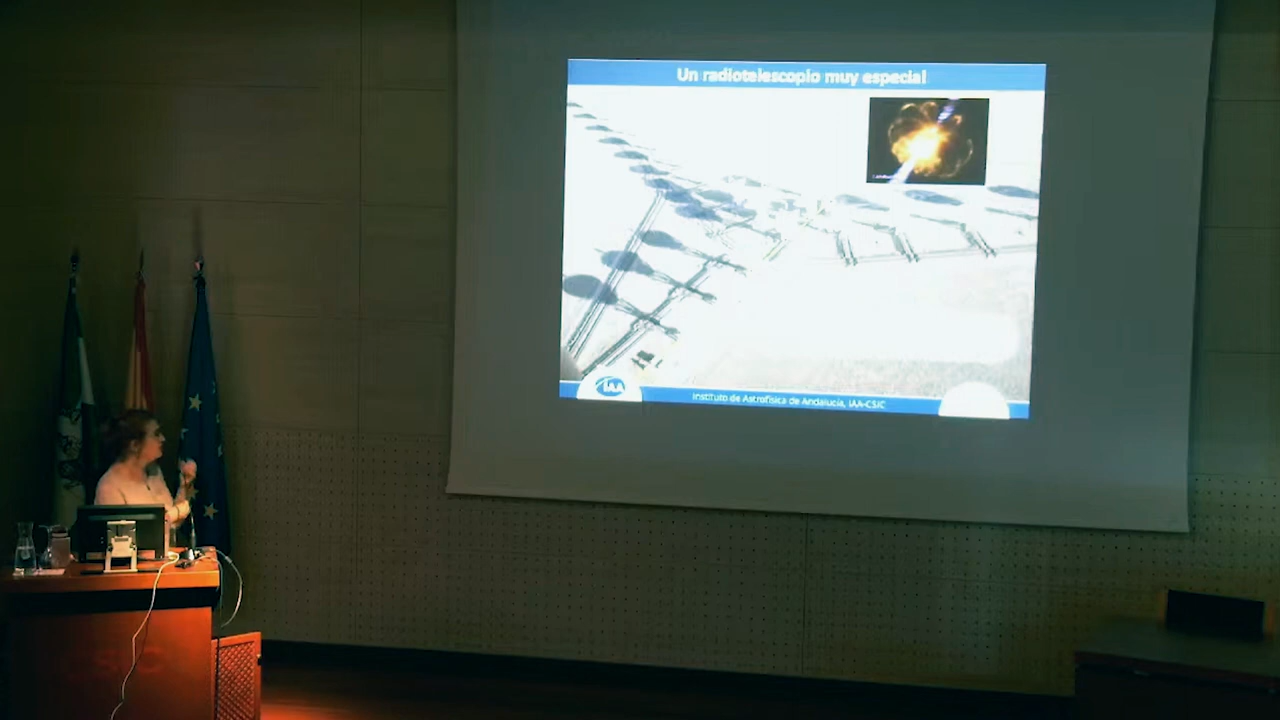 Un radiotelescopio muy especial
IAA
Instituto de Astrofísica de Andalucía, IAA-CSIC